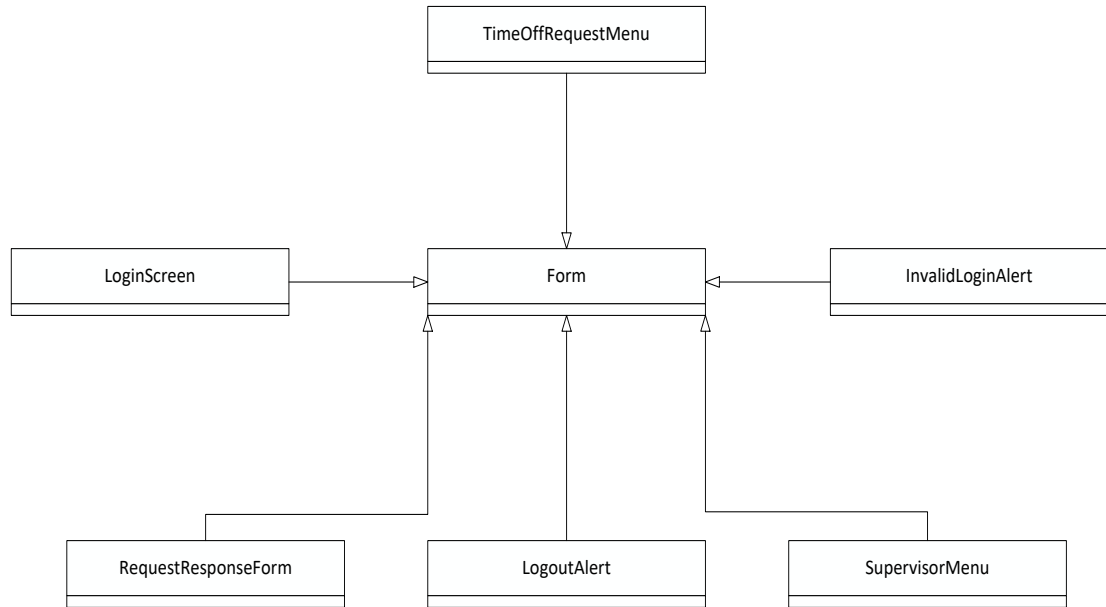 TimeOffRequestMenu
LoginScreen
Form
InvalidLoginAlert
RequestResponseForm
LogoutAlert
SupervisorMenu